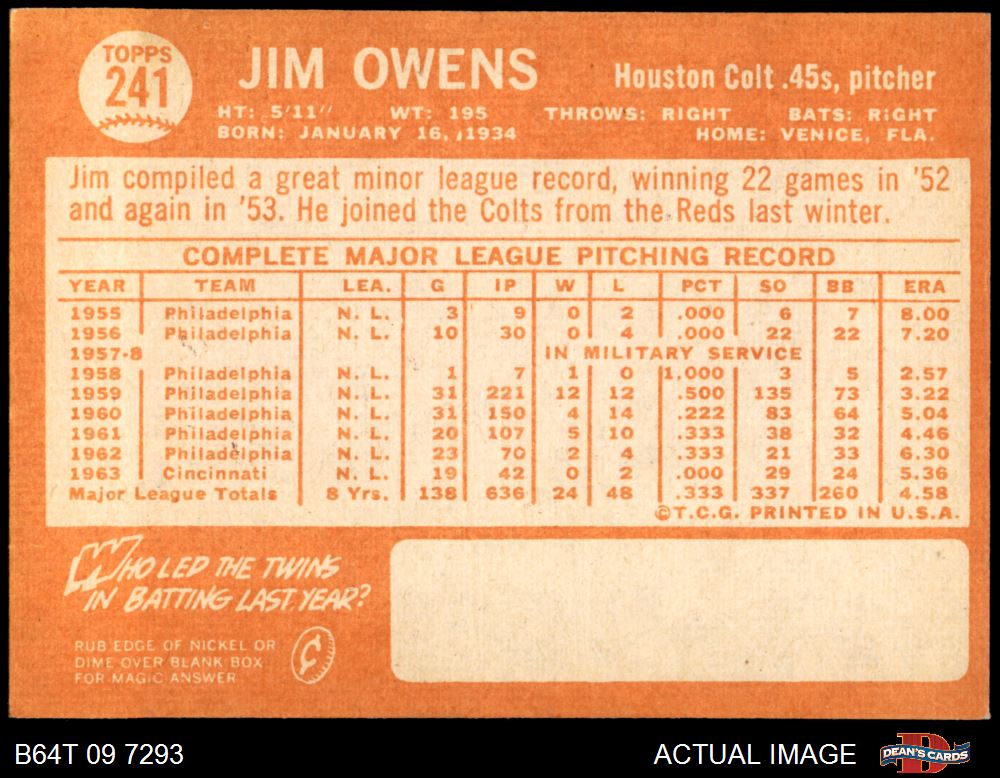 TOPPS
241
JIM OWENS
Houston Colt .45s, pitcher
HT: 5'11" WT: 195 THROWS: RIGHT BATS: RIGHT
BORN: JANUARY 16, 1934 HOME: VENICE, FLA.
Jim compiled a great minor league record, winning 22 games in '52
and again in '53. He joined the Colts from the Reds last winter.
COMPLETE MAJOR LEAGUE PITCHING RECORD
YEAR TEAM LEA. G IP W L PCT SO BB ERA
1955 Philadelphia N. L. 3 9 0 2 .000 6 7 8.00
1956 Philadelphia N. L. 10 30 0 4 .000 22 22 7.20
1957-8 IN MILITARY SERVICE
1958 Philadelphia N. L. 1 7 1 0 1.000 3 5 2.57
1959 Philadelphia N. L. 31 221 12 12 .500 135 73 3.22
1960 Philadelphia N. L. 31 150 4 14 .222 83 64 5.04
1961 Philadelphia N. L. 20 107 5 10 .333 38 32 4.46
1962 Philadelphia N. L. 23 70 2 4 .333 21 33 6.30
1963 Cincinnati N. L. 19 42 0 2 .000 29 24 5.36
Major League Totals 8 Yrs. 138 636 24 48 .333 337 260 4.58
©T.C.G. PRINTED IN U.S.A.
WHO LED THE TWINS
IN BATTING LAST YEAR?
RUB EDGE OF NICKEL OR
DIME OVER BLANK BOX
FOR MAGIC ANSWER
¢
B64T 09 7293
ACTUAL IMAGE
DEAN'S CARDS